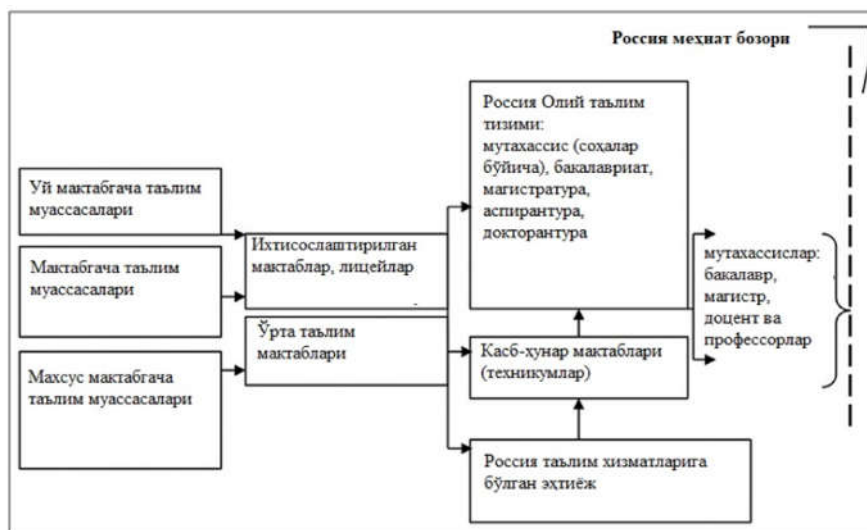 Россия меҳнат бозори
Уй мактабгача таълим
муассасалари
Мактабгача таълим
муассасалари
Махсус мактабгача
таълим муассасалари
Ихтисослаштирилган
мактаблар, лицейлар
Ўрта таълим
мактаблари
Россия Олий таълим
тизими:
мутахассис (соҳалар
бўйича), бакалавриат,
магистратура,
аспирантура,
докторантура
Касб-ҳунар мактаблари
(техникумлар)
Россия таълим хизматларига
бўлган эҳтиёж
мутахассислар:
бакалавр,
магистр,
доцент ва
профессорлар